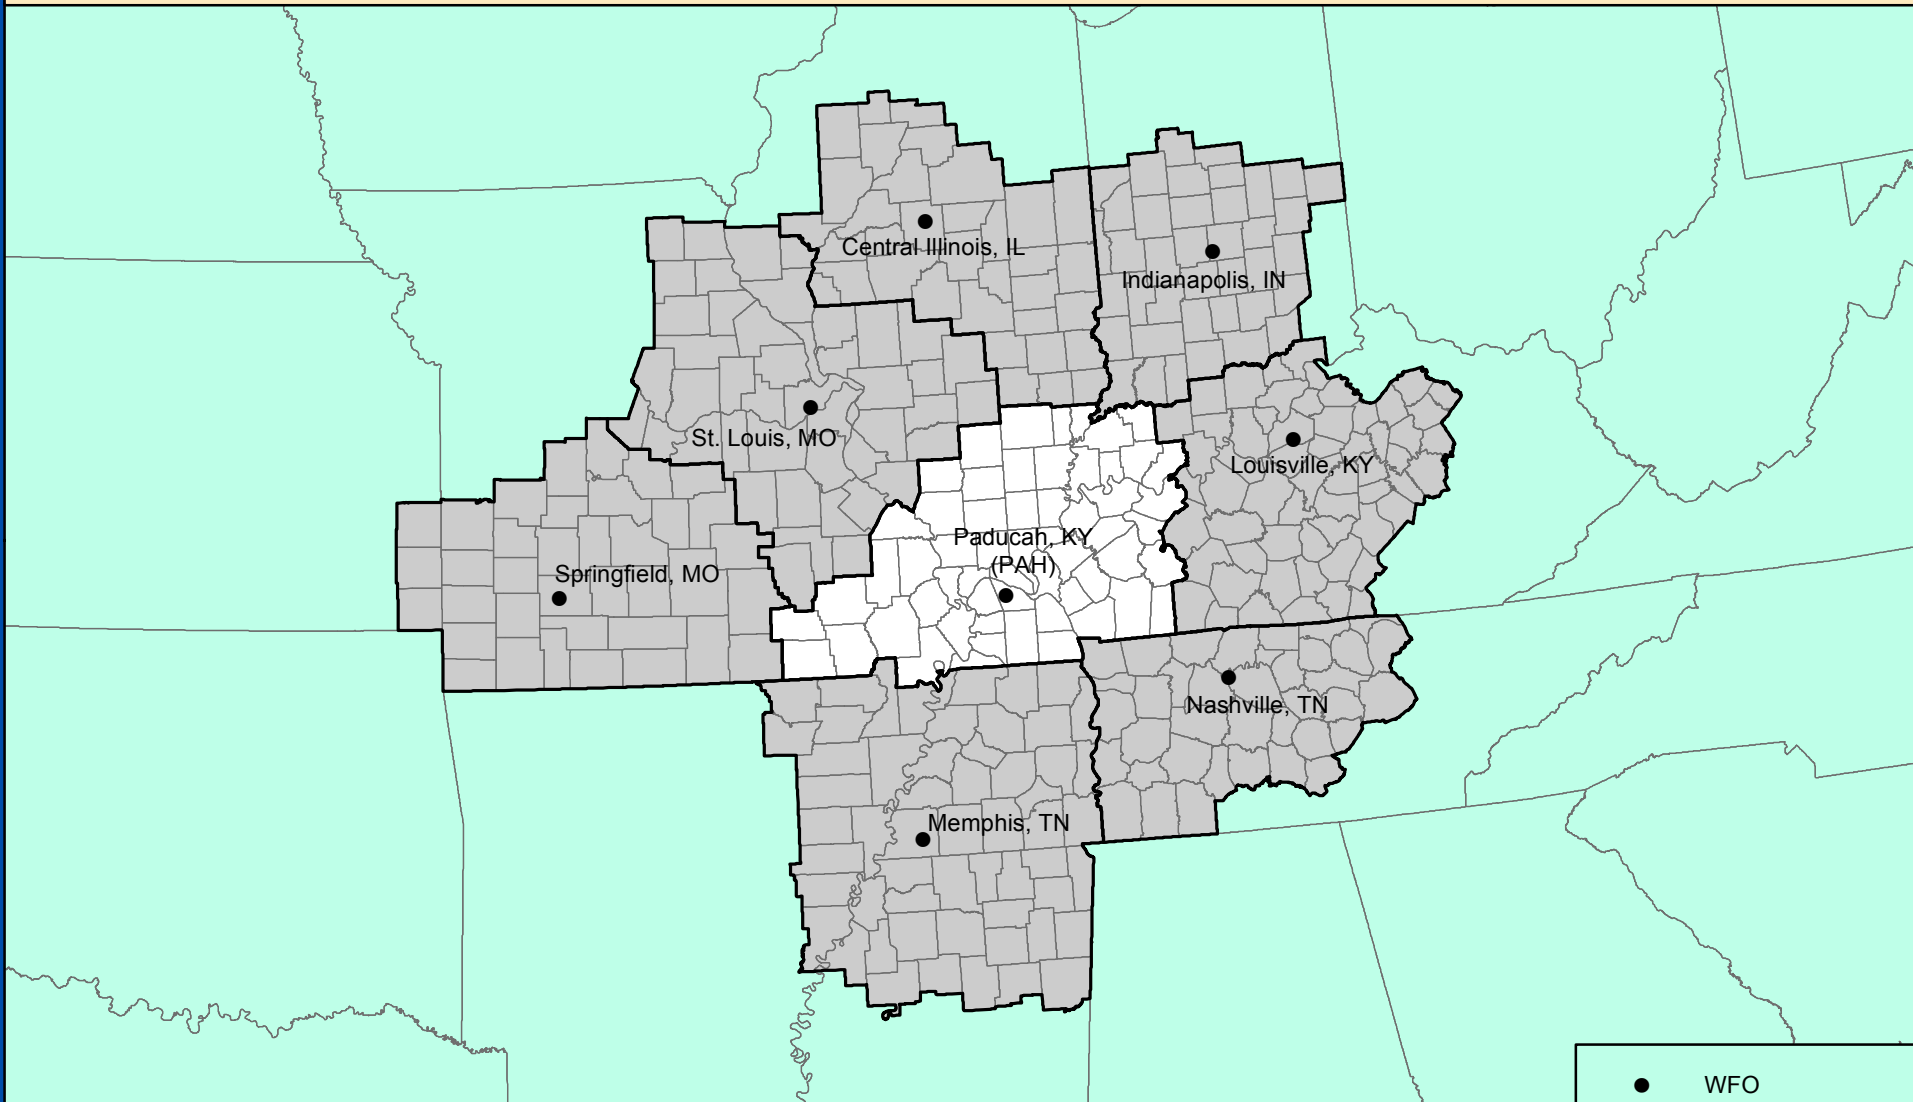 Central Illinois, IL
Indianapolis, IN
St. Louis, MO
Louisville, KY
Paducah, KY
(PAH)
Springfield, MO
Nashville, TN
Memphis, TN
WFO